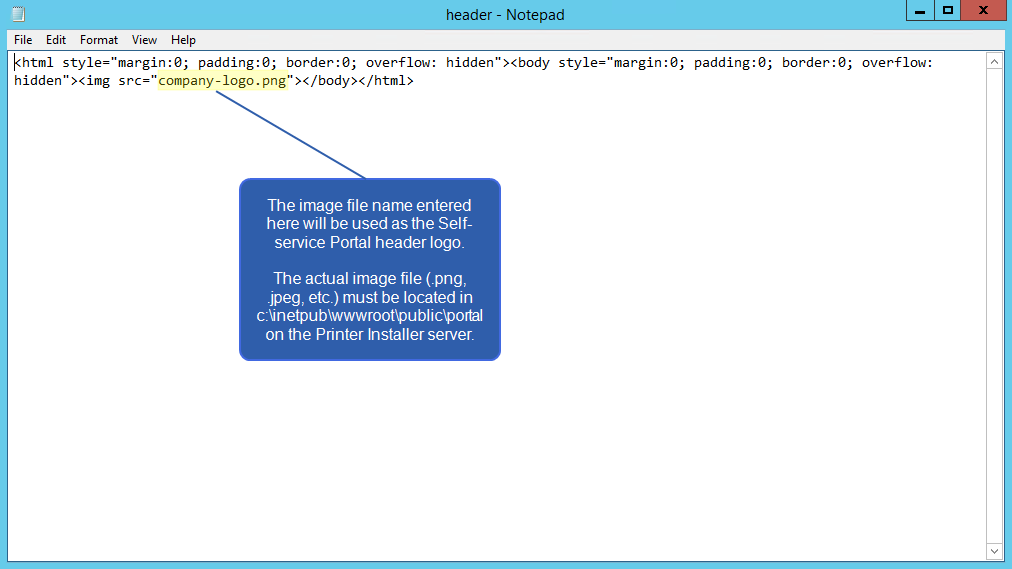 header - Notepad
File Edit Format View Help
<html style="margin:0; padding:0; border:0; overflow: hidden"><body style="margin:0; padding:0; border:0; overflow:
hidden"><img src="company-logo.png"></body></html>
The image file name entered
here will be used as the Self-
service Portal header logo.
The actual image file (.png,
.jpeg, etc.) must be located in
c:\inetpub\wwwroot\public\portal
on the Printer Installer server.